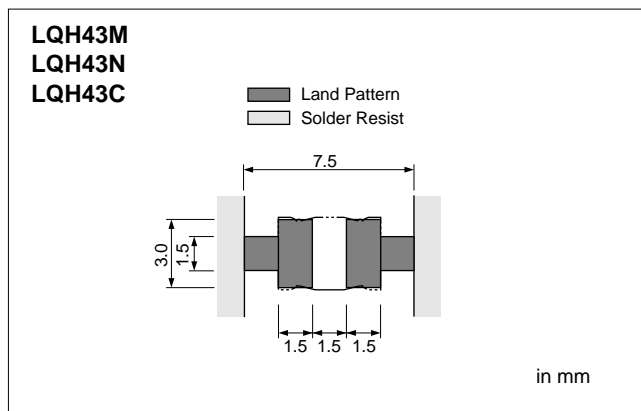 LQH43M
LQH43N
LQH43C
Land Pattern
Solder Resist
7.5
3.0
1.5
1.5 1.5 1.5
in mm